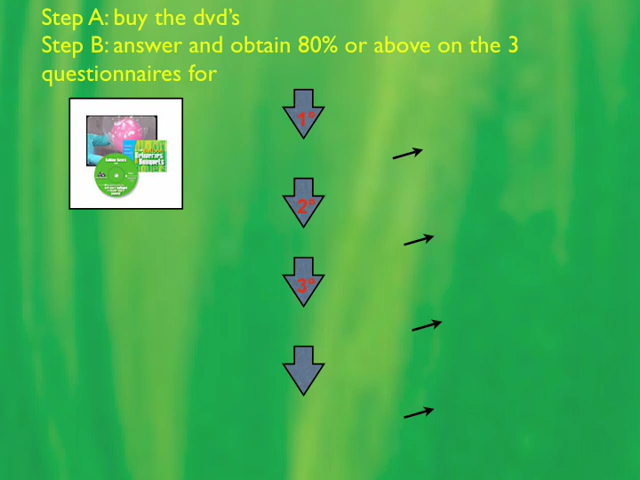 Step A: buy the dvd's
Step B: answer and obtain 80% or above on the 3
questionnaires for
1°
2°
3°